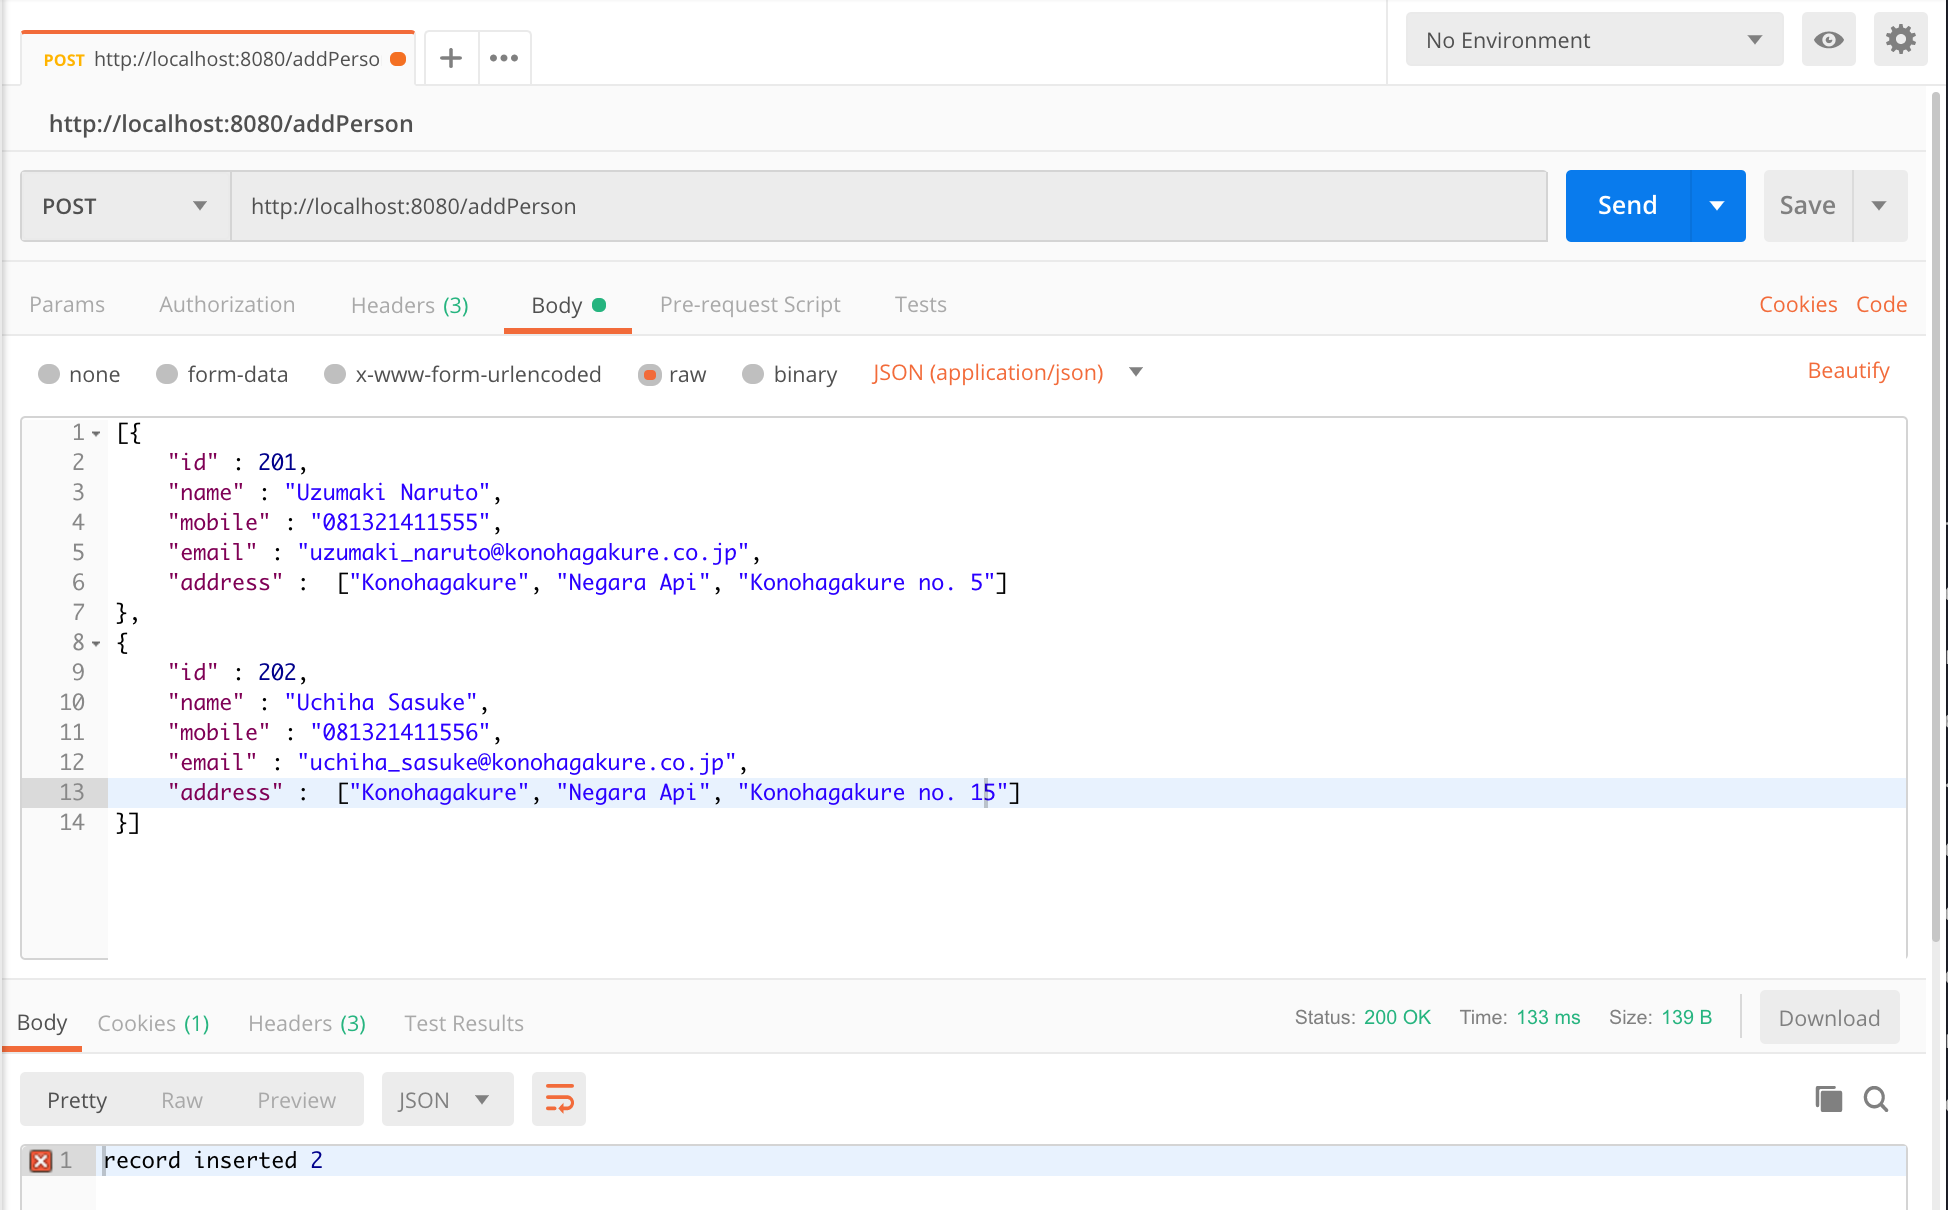 POST http://localhost:8080/addPerso
No Environment
http://localhost:8080/addPerson
POST http://localhost:8080/addPerson Send Save
Params Authorization Headers (3) Body Pre-request Script Tests Cookies Code
none form-data x-www-form-urlencoded raw binary JSON (application/json) Beautify
1 [{
2 "id" : 201,
3 "name" : "Uzumaki Naruto",
4 "mobile" : "081321411555",
5 "email" : "uzumaki_naruto@konohagakure.co.jp",
6 "address" :  ["Konohagakure", "Negara Api", "Konohagakure no. 5"]
7 },
8 {
9 "id" : 202,
10 "name" : "Uchiha Sasuke",
11 "mobile" : "081321411556",
12 "email" : "uchiha_sasuke@konohagakure.co.jp",
13 "address" :  ["Konohagakure", "Negara Api", "Konohagakure no. 15"]
14 }]
Body Cookies (1) Headers (3) Test Results Status: 200 OK Time: 133 ms Size: 139 B Download
Pretty Raw Preview JSON
1 record inserted 2